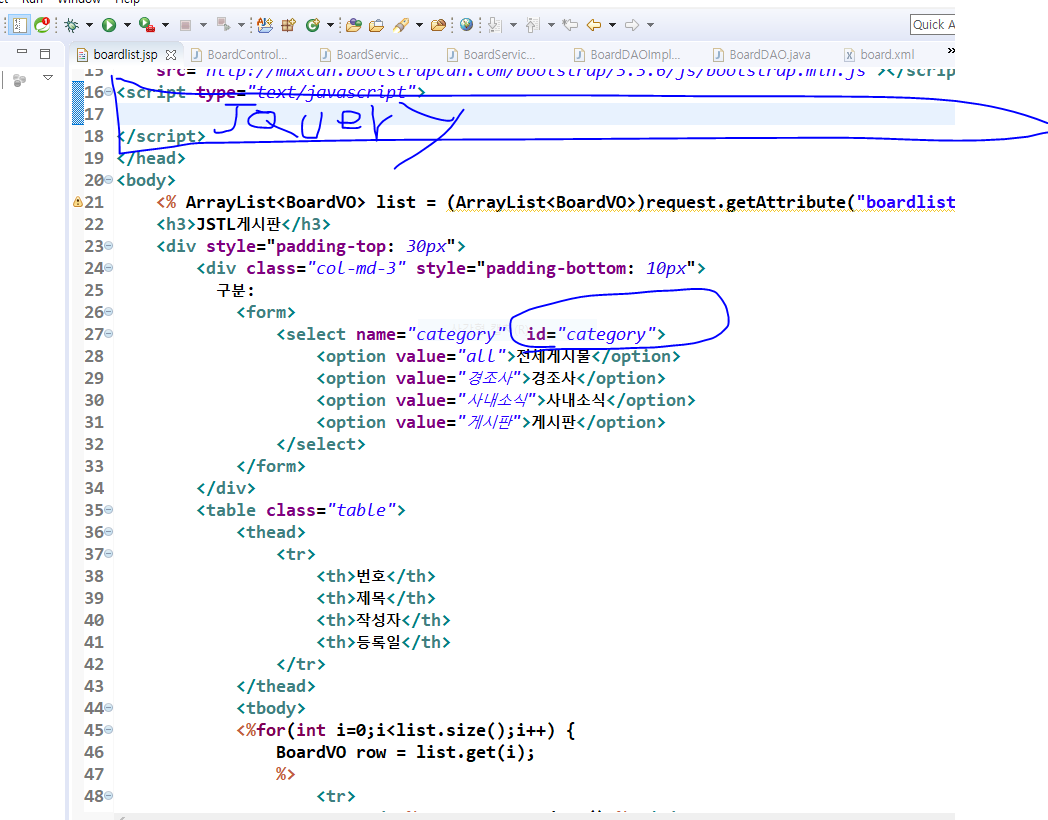 Run Window Help
Quick A
boardlist.jsp BoardControl... BoardServic... BoardServic... BoardDAOImpl... BoardDAO.java board.xml »
15 src="http://maxcdn.bootstrapcdn.com/bootstrap/3.3.6/js/bootstrap.min.js"></scrip
16 <script type="text/javascript">
17 JQuery
18 </script>
19 </head>
20 <body>
21 <% ArrayList<BoardVO> list = (ArrayList<BoardVO>)request.getAttribute("boardlist
22 <h3>JSTL게시판</h3>
23 <div style="padding-top: 30px">
24 <div class="col-md-3" style="padding-bottom: 10px">
25 구분:
26 <form>
27 <select name="category" id="category">
28 <option value="all">전체게시물</option>
29 <option value="경조사">경조사</option>
30 <option value="사내소식">사내소식</option>
31 <option value="게시판">게시판</option>
32 </select>
33 </form>
34 </div>
35 <table class="table">
36 <thead>
37 <tr>
38 <th>번호</th>
39 <th>제목</th>
40 <th>작성자</th>
41 <th>등록일</th>
42 </tr>
43 </thead>
44 <tbody>
45 <%for(int i=0;i<list.size();i++) {
46 BoardVO row = list.get(i);
47 %>
48 <tr>